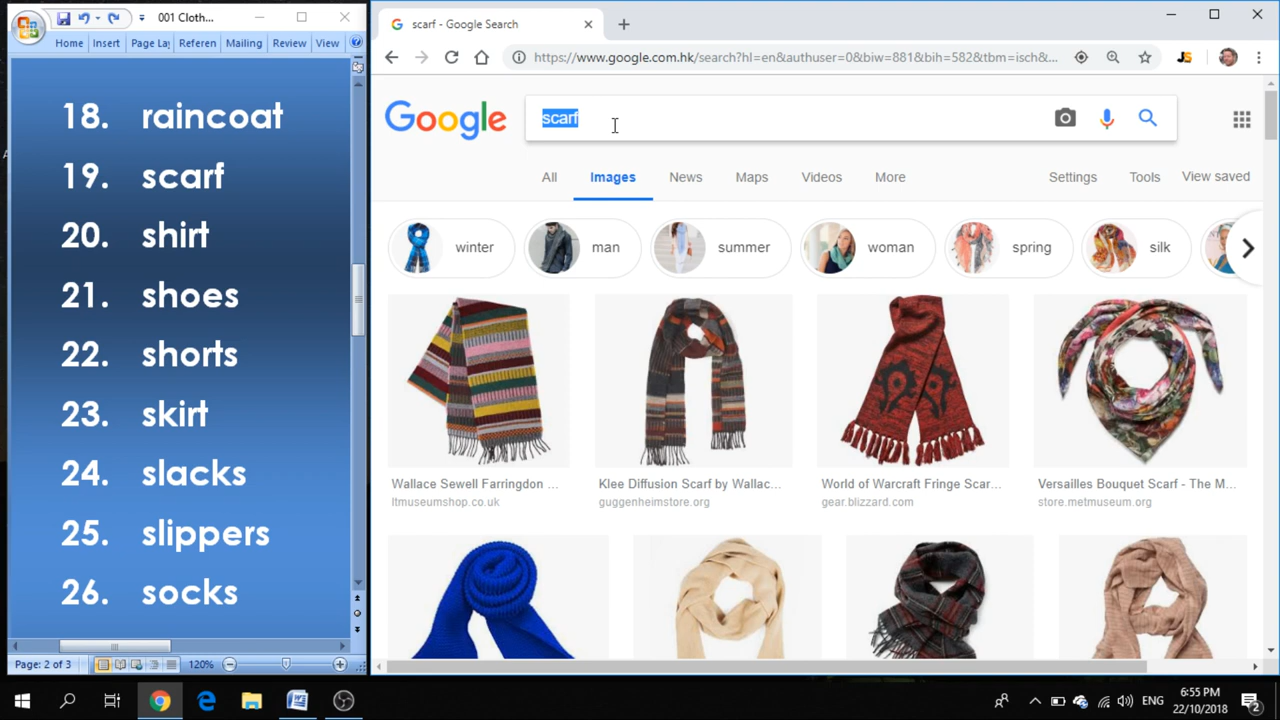 001 Cloth...
Home Insert Page La Referen Mailing Review View
18. raincoat
19. scarf
20. shirt
21. shoes
22. shorts
23. skirt
24. slacks
25. slippers
26. socks
Page: 2 of 3 120%
scarf - Google Search
https://www.google.com.hk/search?hl=en&authuser=0&biw=881&bih=582&tbm=isch&...
JS
Google scarf
All Images News Maps Videos More Settings Tools View saved
winter man summer woman spring silk
Wallace Sewell Farringdon ... Klee Diffusion Scarf by Wallac... World of Warcraft Fringe Scar... Versailles Bouquet Scarf - The M...
ltmuseumshop.co.uk guggenheimstore.org gear.blizzard.com store.metmuseum.org
ENG 6:55 PM
22/10/2018 2